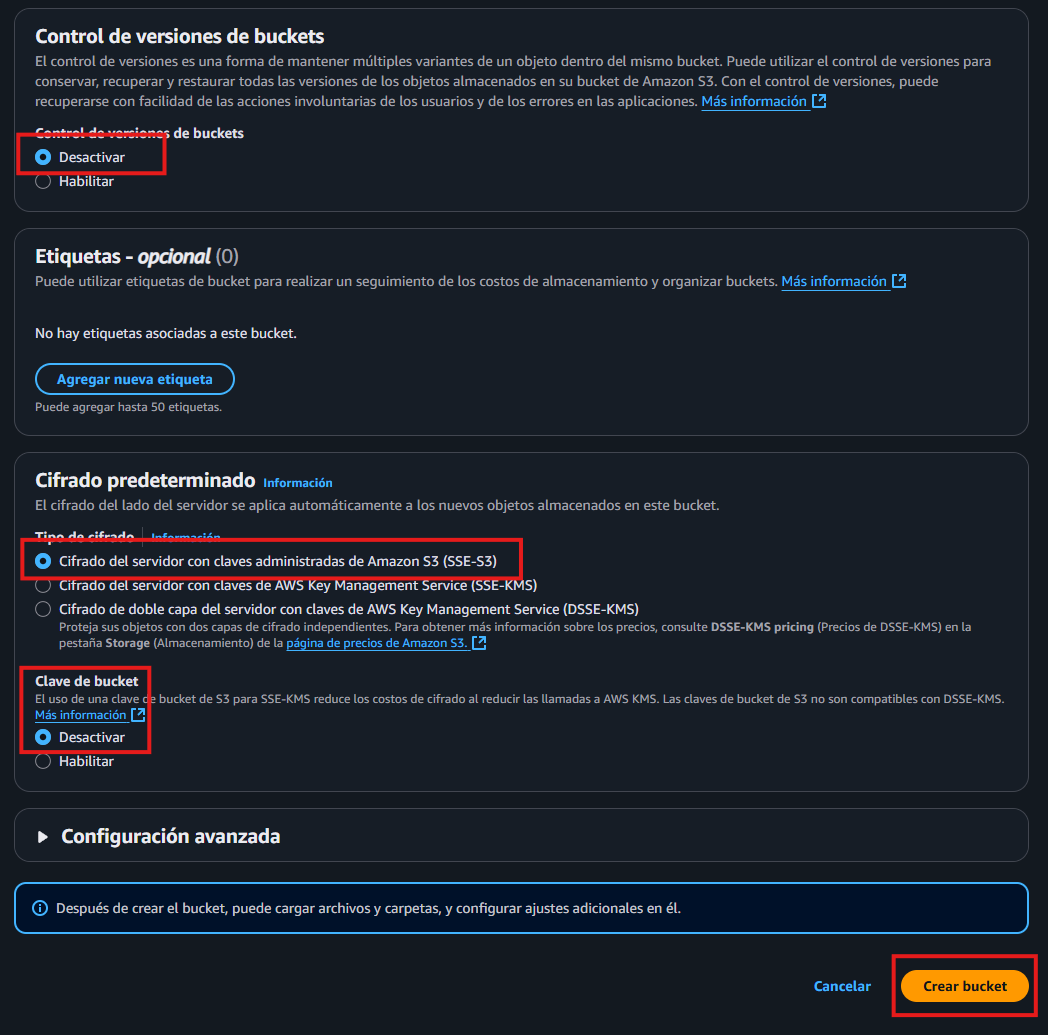 Control de versiones de buckets
El control de versiones es una forma de mantener múltiples variantes de un objeto dentro del mismo bucket. Puede utilizar el control de versiones para
conservar, recuperar y restaurar todas las versiones de los objetos almacenados en su bucket de Amazon S3. Con el control de versiones, puede
recuperarse con facilidad de las acciones involuntarias de los usuarios y de los errores en las aplicaciones. Más información
Control de versiones de buckets
Desactivar
Habilitar
Etiquetas - opcional (0)
Puede utilizar etiquetas de bucket para realizar un seguimiento de los costos de almacenamiento y organizar buckets. Más información
No hay etiquetas asociadas a este bucket.
Agregar nueva etiqueta
Puede agregar hasta 50 etiquetas.
Cifrado predeterminado Información
El cifrado del lado del servidor se aplica automáticamente a los nuevos objetos almacenados en este bucket.
Tipo de cifrado Información
Cifrado del servidor con claves administradas de Amazon S3 (SSE-S3)
Cifrado del servidor con claves de AWS Key Management Service (SSE-KMS)
Cifrado de doble capa del servidor con claves de AWS Key Management Service (DSSE-KMS)
Proteja sus objetos con dos capas de cifrado independientes. Para obtener más información sobre los precios, consulte DSSE-KMS pricing (Precios de DSSE-KMS) en la
pestaña Storage (Almacenamiento) de la página de precios de Amazon S3.
Clave de bucket
El uso de una clave de bucket de S3 para SSE-KMS reduce los costos de cifrado al reducir las llamadas a AWS KMS. Las claves de bucket de S3 no son compatibles con DSSE-KMS.
Más información
Desactivar
Habilitar
Configuración avanzada
Después de crear el bucket, puede cargar archivos y carpetas, y configurar ajustes adicionales en él.
Cancelar
Crear bucket